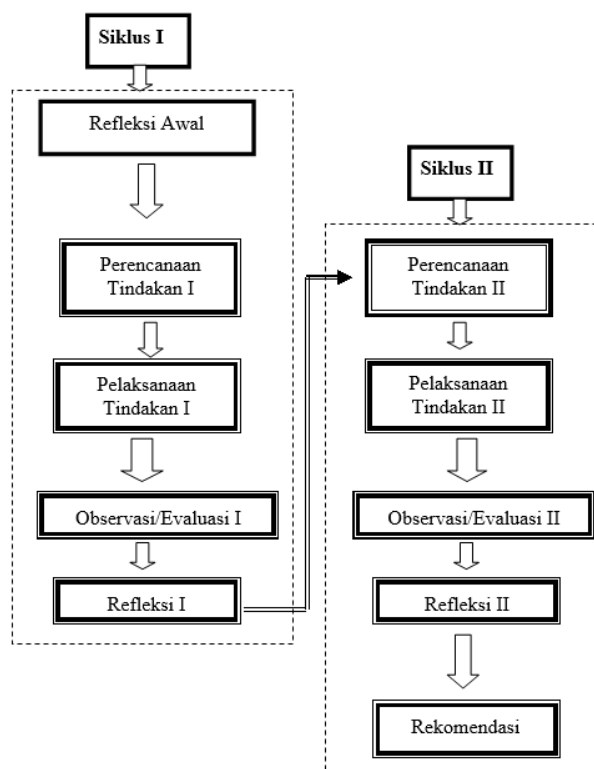 Siklus I
Refleksi Awal
Perencanaan
Tindakan I
Pelaksanaan
Tindakan I
Observasi/Evaluasi I
Refleksi I
Siklus II
Perencanaan
Tindakan II
Pelaksanaan
Tindakan II
Observasi/Evaluasi II
Refleksi II
Rekomendasi